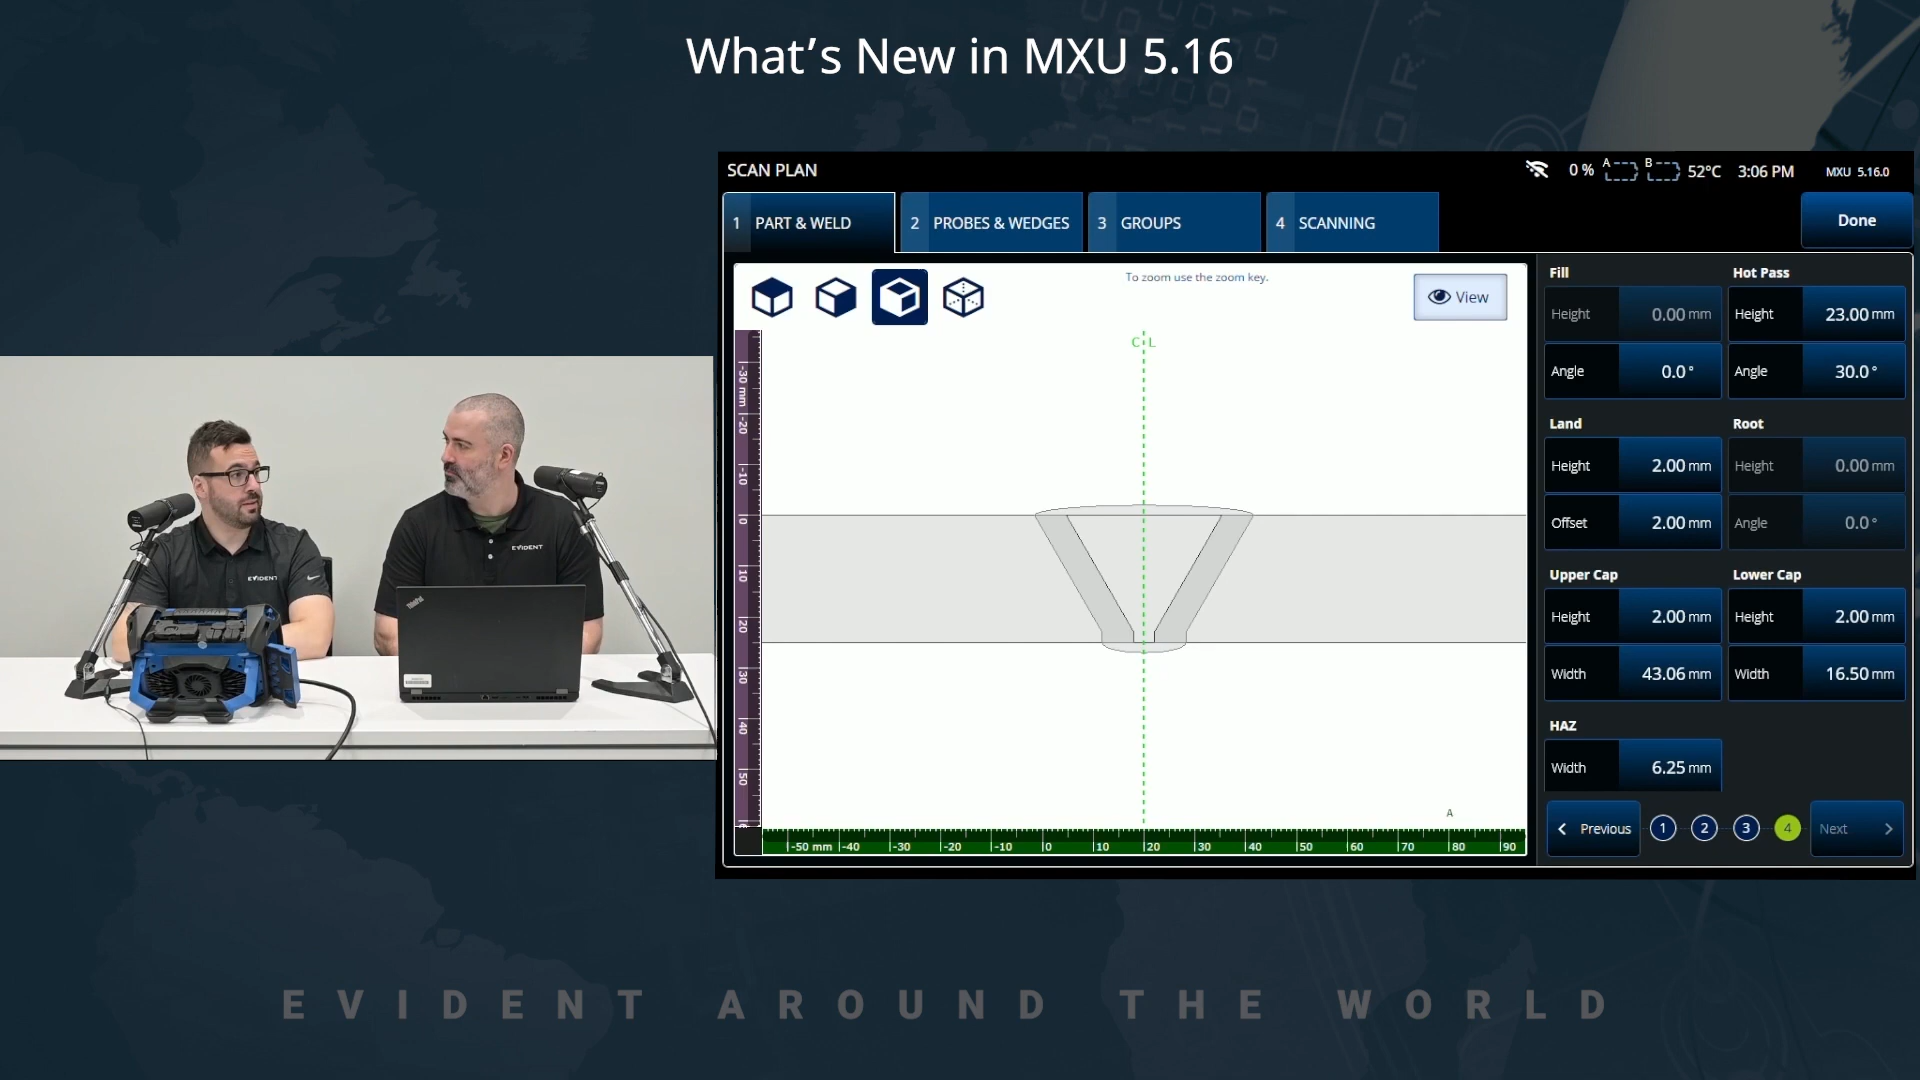 What's New in MXU 5.16
SCAN PLAN
0 % A B 52°C 3:06 PM MXU 5.16.0
1 PART & WELD 2 PROBES & WEDGES 3 GROUPS 4 SCANNING Done
To zoom use the zoom key.
View
C L
-30 mm -20 -10 0 10 20 30 40 50
A
-50 mm -40 -30 -20 -10 0 10 20 30 40 50 60 70 80 90
Fill Hot Pass
Height 0.00 mm Height 23.00 mm
Angle 0.0° Angle 30.0°
Land Root
Height 2.00 mm Height 0.00 mm
Offset 2.00 mm Angle 0.0°
Upper Cap Lower Cap
Height 2.00 mm Height 2.00 mm
Width 43.06 mm Width 16.50 mm
HAZ
Width 6.25 mm
Previous 1 2 3 4 Next
EVIDENT
EVIDENT
ThinkPad
EVIDENT AROUND THE WORLD